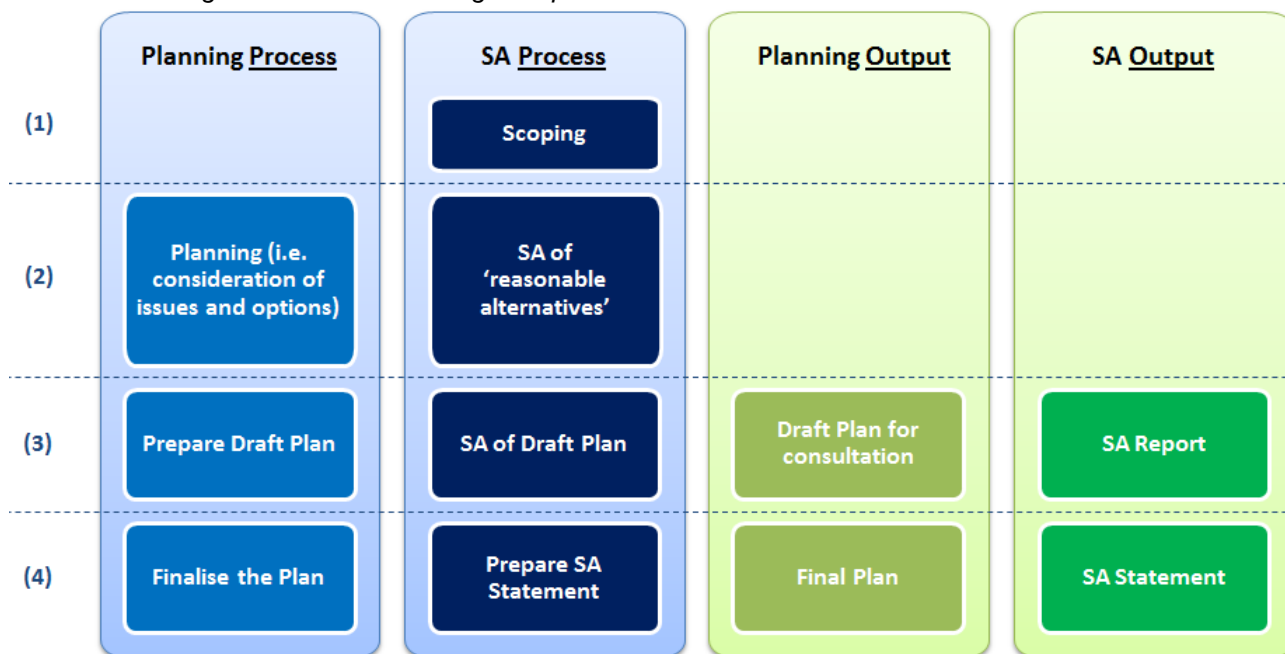 Planning Process
SA Process
Planning Output
SA Output
(1)
Scoping
(2)
Planning (i.e.
consideration of
issues and options)
SA of
‘reasonable
alternatives’
(3)
Prepare Draft Plan
SA of Draft Plan
Draft Plan for
consultation
SA Report
(4)
Finalise the Plan
Prepare SA
Statement
Final Plan
SA Statement